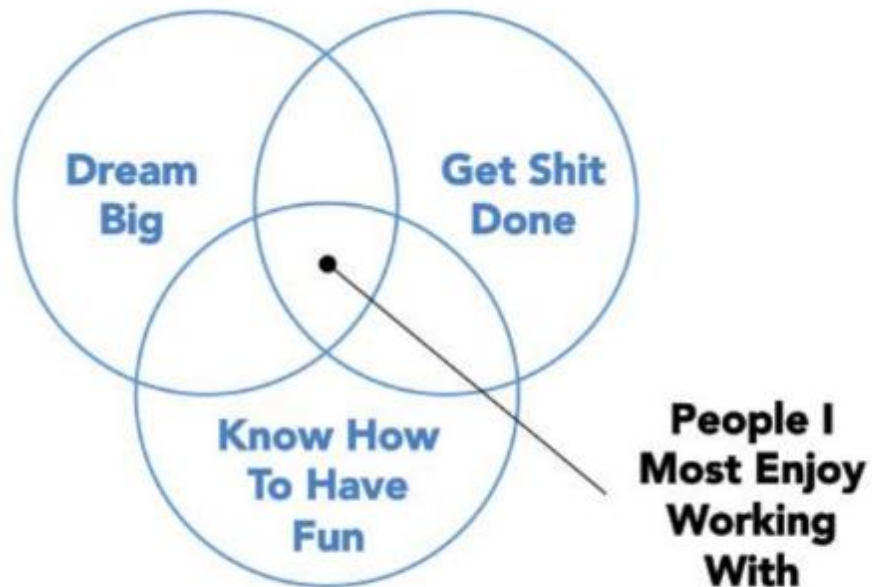 Dream
Big
Get Shit
Done
Know How
To Have
Fun
People I
Most Enjoy
Working
With